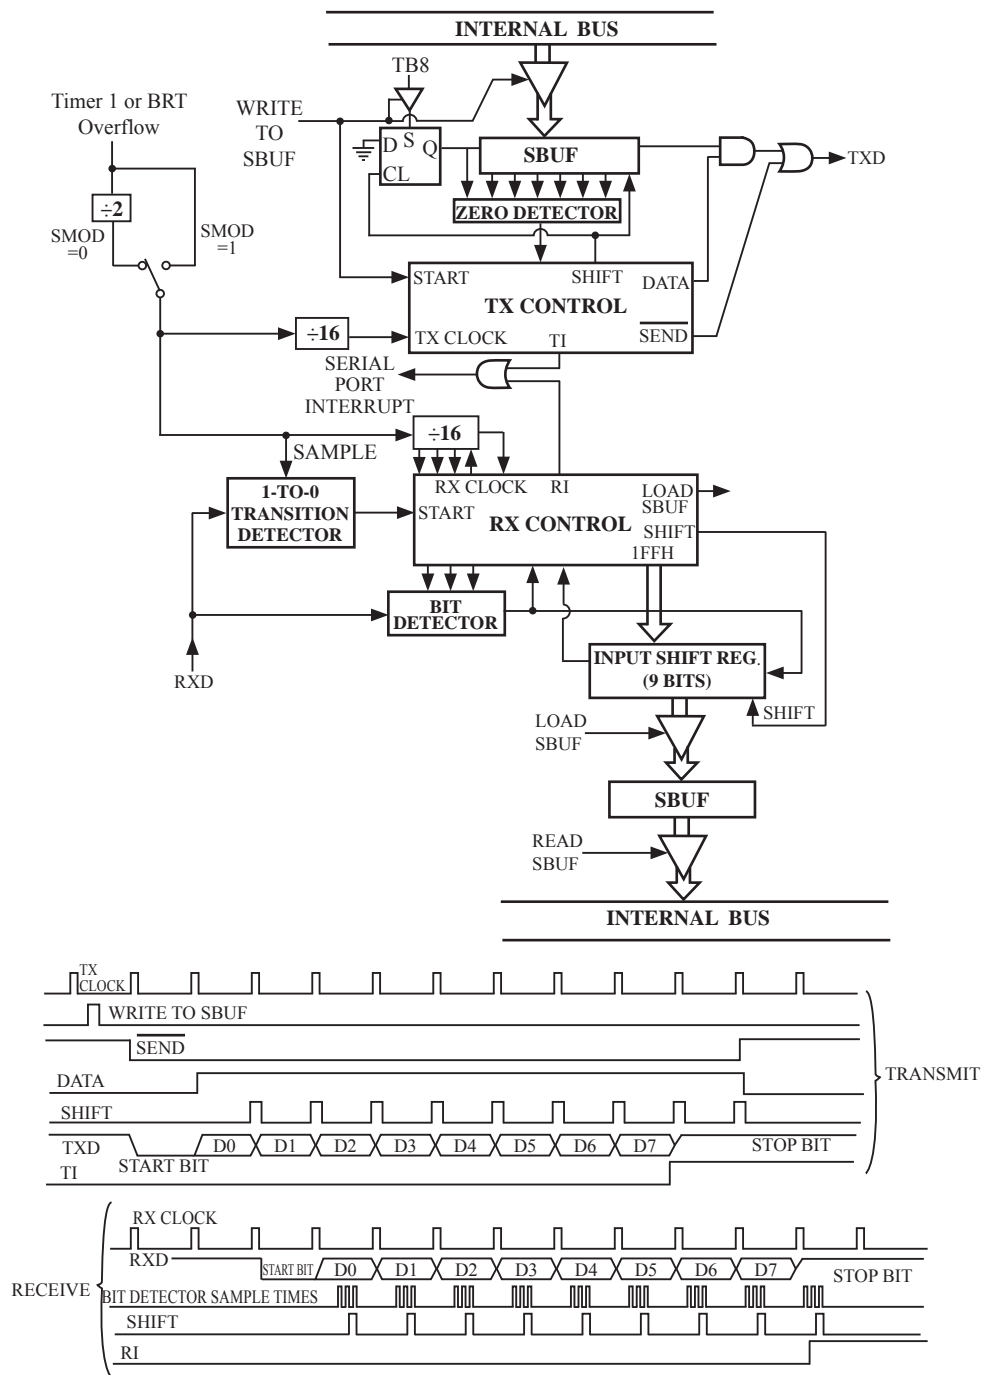 INTERNAL BUS
TB8
Timer 1 or BRT
Overflow
WRITE
TO
SBUF
D S Q
CL
SBUF
TXD
÷2
ZERO DETECTOR
SMOD
=0
SMOD
=1
START
SHIFT
DATA
TX CONTROL
÷16
TX CLOCK
TI
SEND
SERIAL
PORT
INTERRUPT
÷16
SAMPLE
RX CLOCK
RI
LOAD
SBUF
1-TO-0
TRANSITION
DETECTOR
START
RX CONTROL
SHIFT
1FFH
BIT
DETECTOR
RXD
INPUT SHIFT REG.
(9 BITS)
SHIFT
LOAD
SBUF
SBUF
READ
SBUF
INTERNAL BUS
TX
CLOCK
WRITE TO SBUF
SEND
DATA
TRANSMIT
SHIFT
TXD
START BIT
D0 D1 D2 D3 D4 D5 D6 D7
STOP BIT
TI
RX CLOCK
RXD
START BIT
D0 D1 D2 D3 D4 D5 D6 D7
STOP BIT
RECEIVE
BIT DETECTOR SAMPLE TIMES
SHIFT
RI